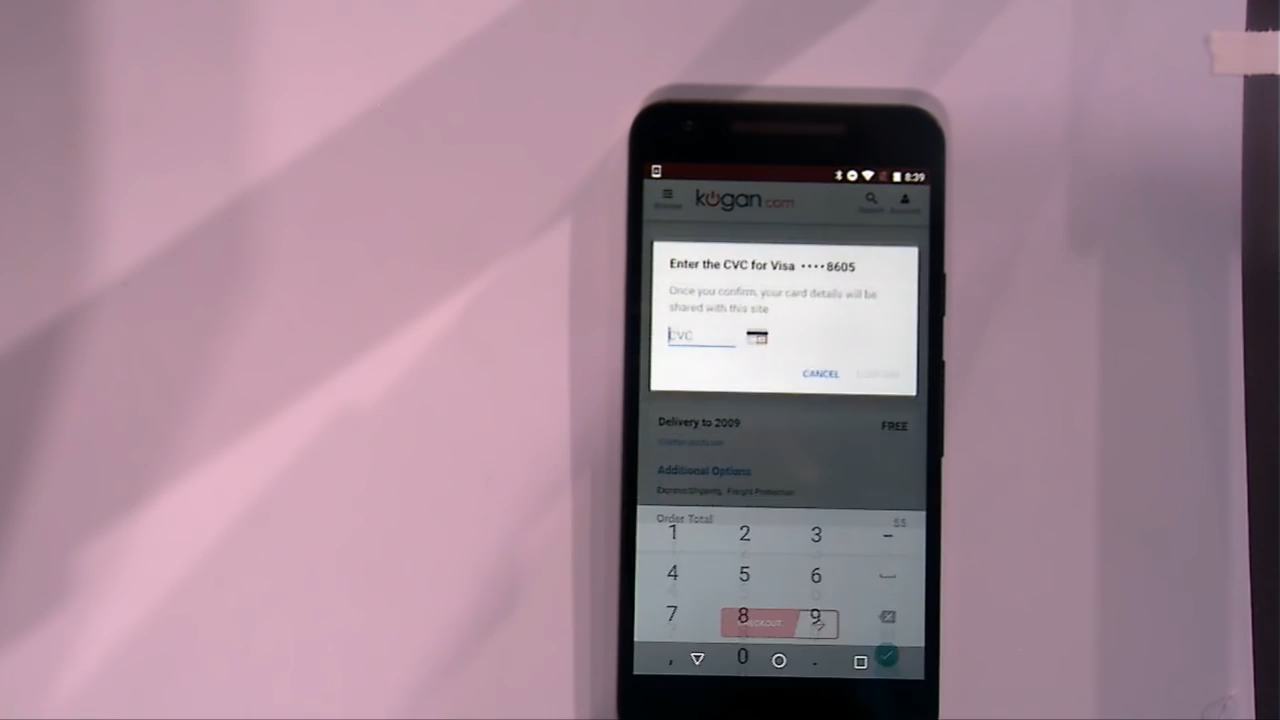 8:39
kogan.com
Enter the CVC for Visa ····8605
Once you confirm, your card details will be
shared with this site
CVC
CANCEL
Delivery to 2009 FREE
Additional Options
Express Shipping, Freight Protection
Order Total
1 2 3 -
4 5 6
7 8 9
CHECKOUT
, 0 .